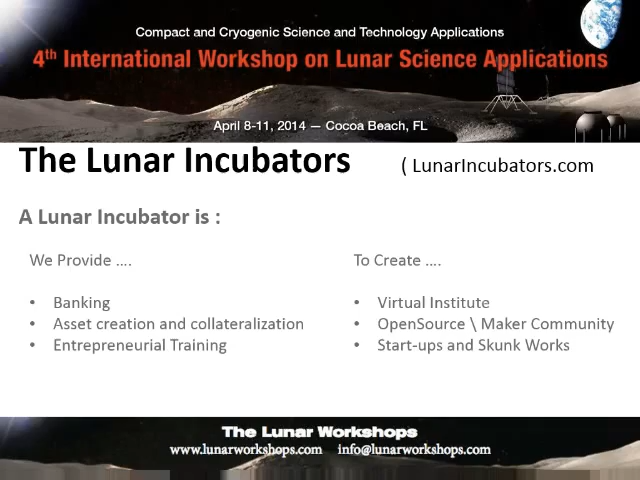 Compact and Cryogenic Science and Technology Applications
4th International Workshop on Lunar Science Applications
April 8-11, 2014 — Cocoa Beach, FL
The Lunar Incubators ( LunarIncubators.com
A Lunar Incubator is :
We Provide ....
• Banking
• Asset creation and collateralization
• Entrepreneurial Training
To Create ....
• Virtual Institute
• OpenSource \ Maker Community
• Start-ups and Skunk Works
The Lunar Workshops
www.lunarworkshops.com info@lunarworkshops.com